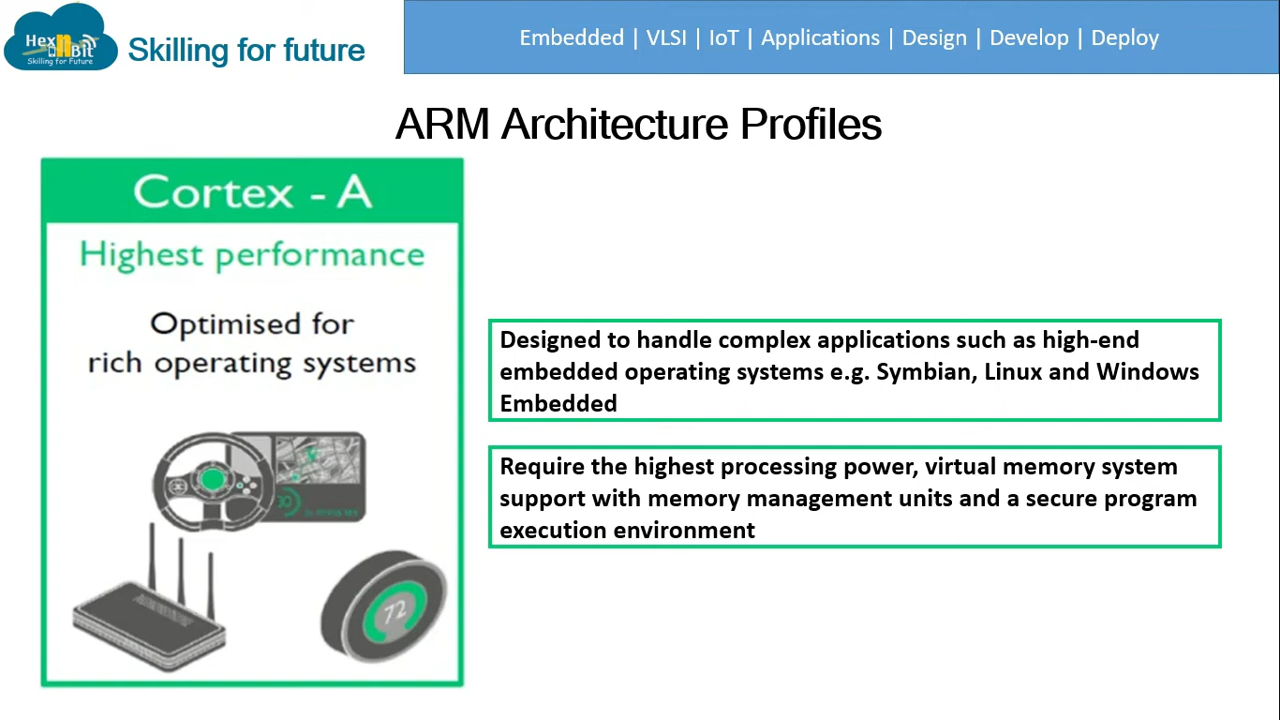 Hex n Bit
Skilling for Future
Skilling for future
Embedded | VLSI | IoT | Applications | Design | Develop | Deploy
ARM Architecture Profiles
Cortex - A
Highest performance
Optimised for
rich operating systems
72
Designed to handle complex applications such as high-end
embedded operating systems e.g. Symbian, Linux and Windows
Embedded
Require the highest processing power, virtual memory system
support with memory management units and a secure program
execution environment